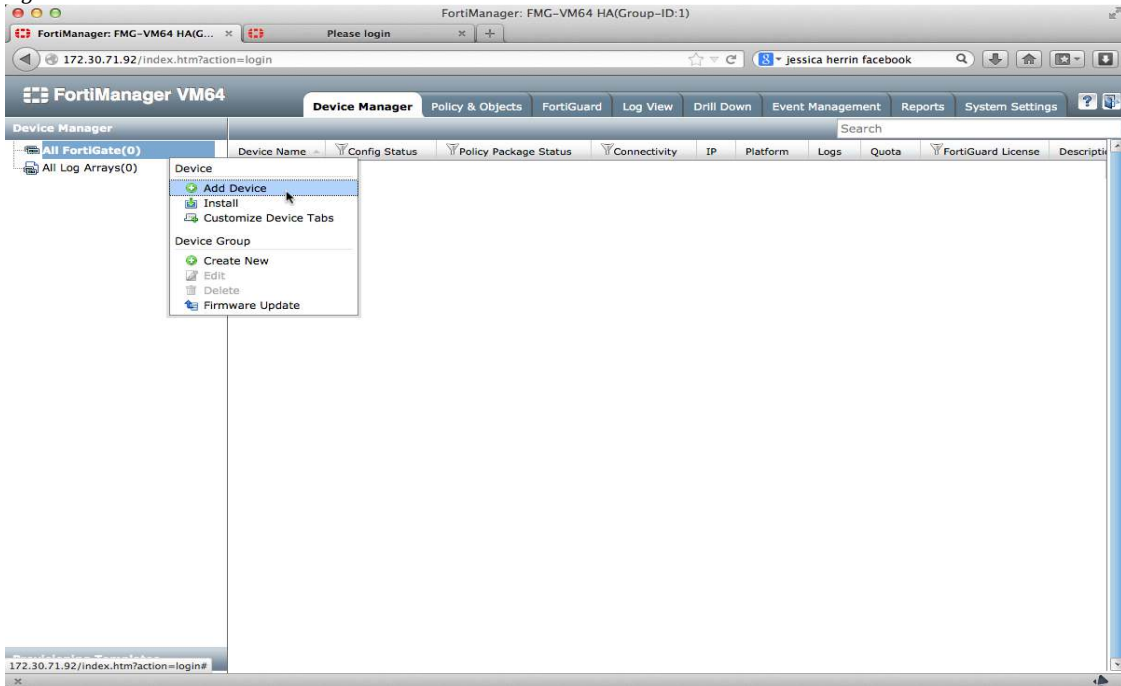 FortiManager: FMG-VM64 HA(Group-ID:1)
FortiManager: FMG-VM64 HA(G... Please login
172.30.71.92/index.htm?action=login jessica herrin facebook
FortiManager VM64
Device Manager Policy & Objects FortiGuard Log View Drill Down Event Management Reports System Settings
Device Manager
Search
All FortiGate(0)
All Log Arrays(0)
Device Name Config Status Policy Package Status Connectivity IP Platform Logs Quota FortiGuard License Descripti
Device
Add Device
Install
Customize Device Tabs
Device Group
Create New
Edit
Delete
Firmware Update
172.30.71.92/index.htm?action=login#